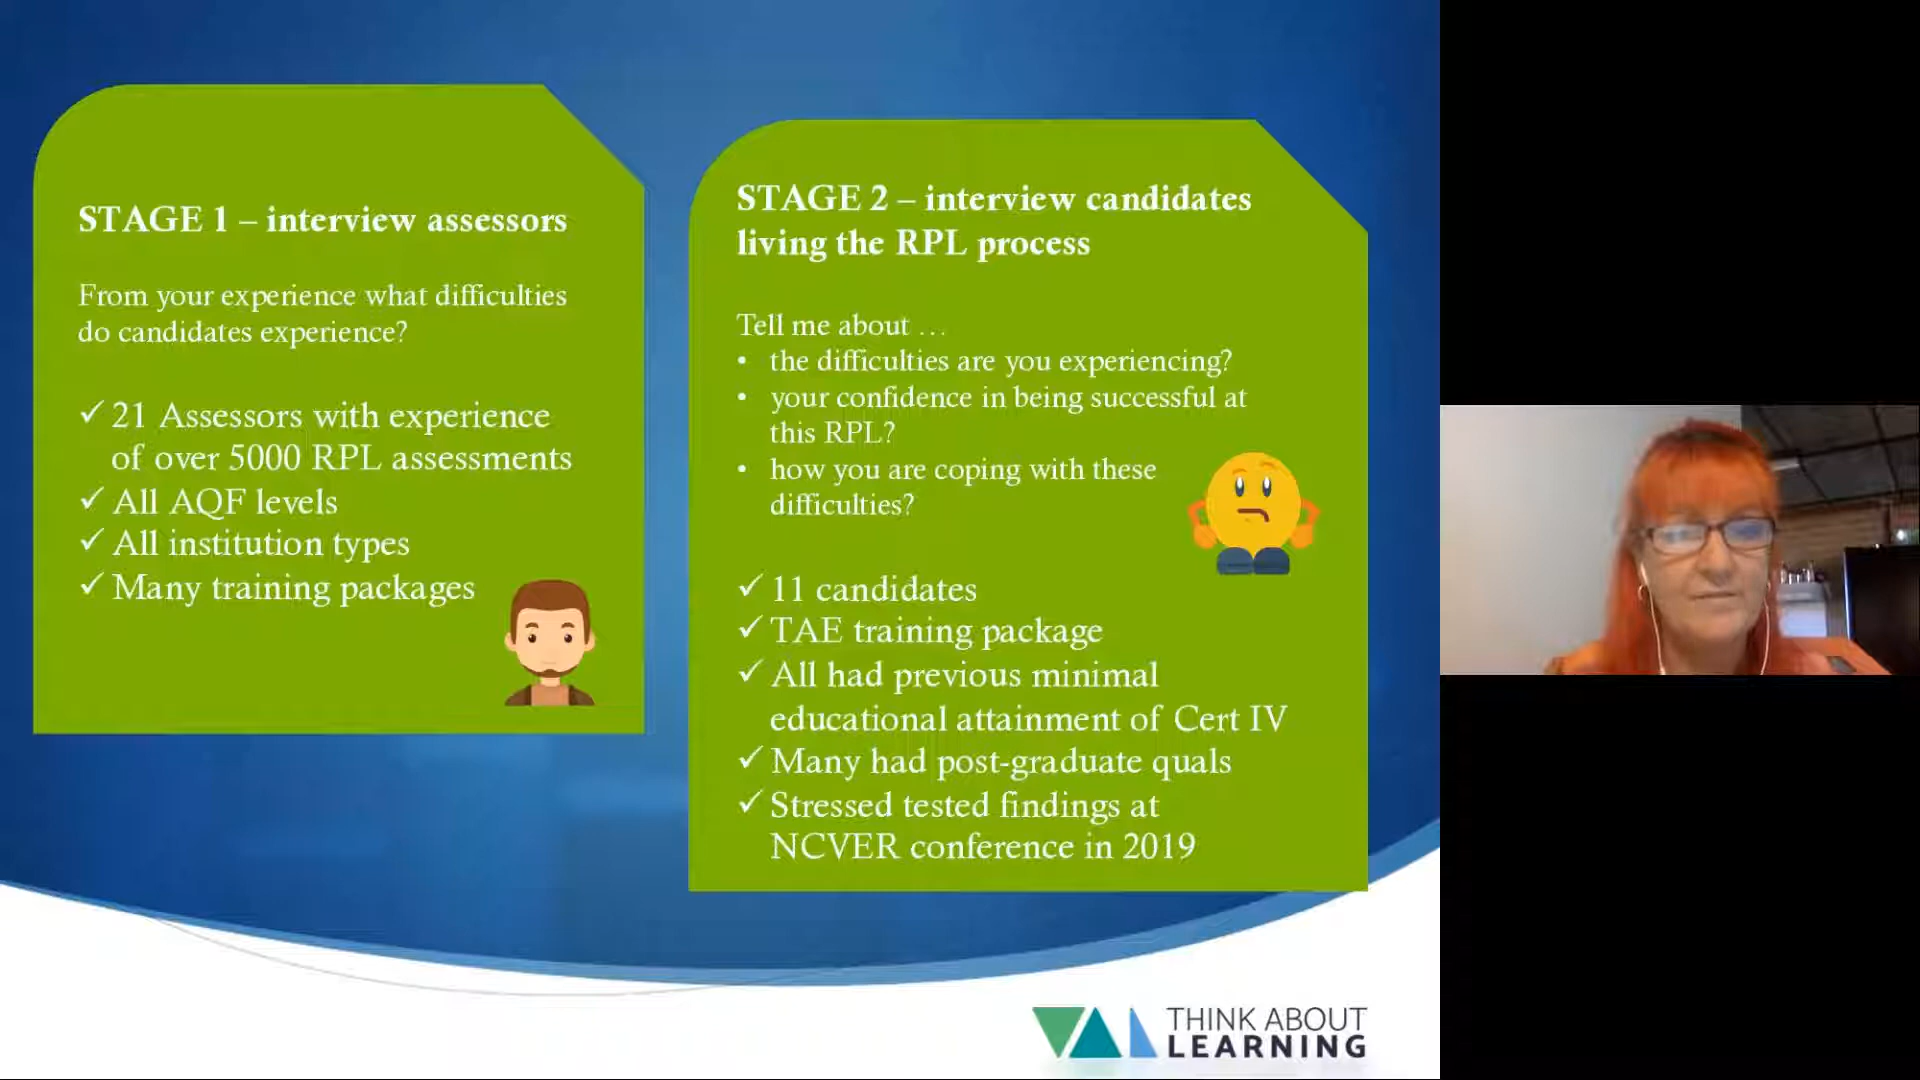 STAGE 1 – interview assessors
From your experience what difficulties
do candidates experience?
✓ 21 Assessors with experience
of over 5000 RPL assessments
✓ All AQF levels
✓ All institution types
✓ Many training packages
STAGE 2 – interview candidates
living the RPL process
Tell me about …
• the difficulties are you experiencing?
• your confidence in being successful at
this RPL?
• how you are coping with these
difficulties?
✓ 11 candidates
✓ TAE training package
✓ All had previous minimal
educational attainment of Cert IV
✓ Many had post-graduate quals
✓ Stressed tested findings at
NCVER conference in 2019
THINK ABOUT
LEARNING